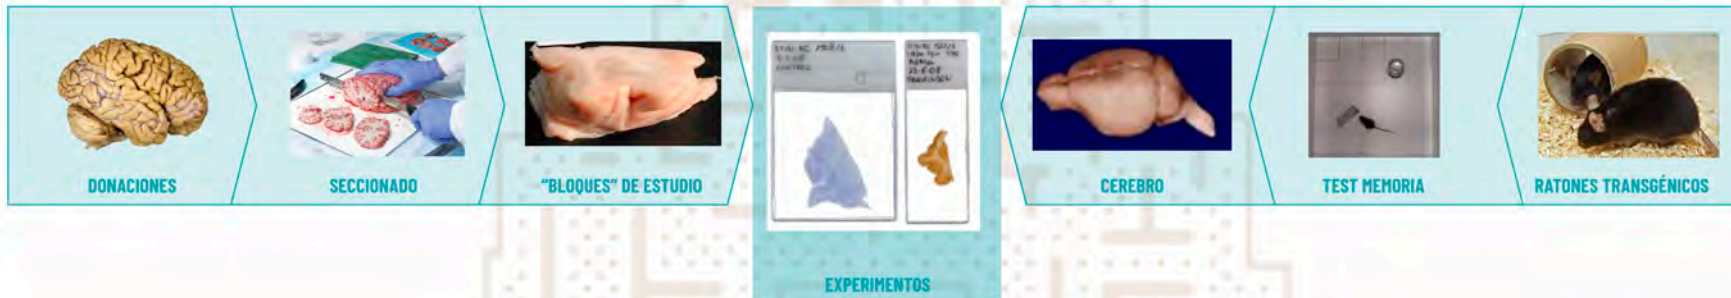 DONACIONES
SECCIONADO
"BLOQUES" DE ESTUDIO
EXPERIMENTOS
CEREBRO
TEST MEMORIA
RATONES TRANSGÉNICOS